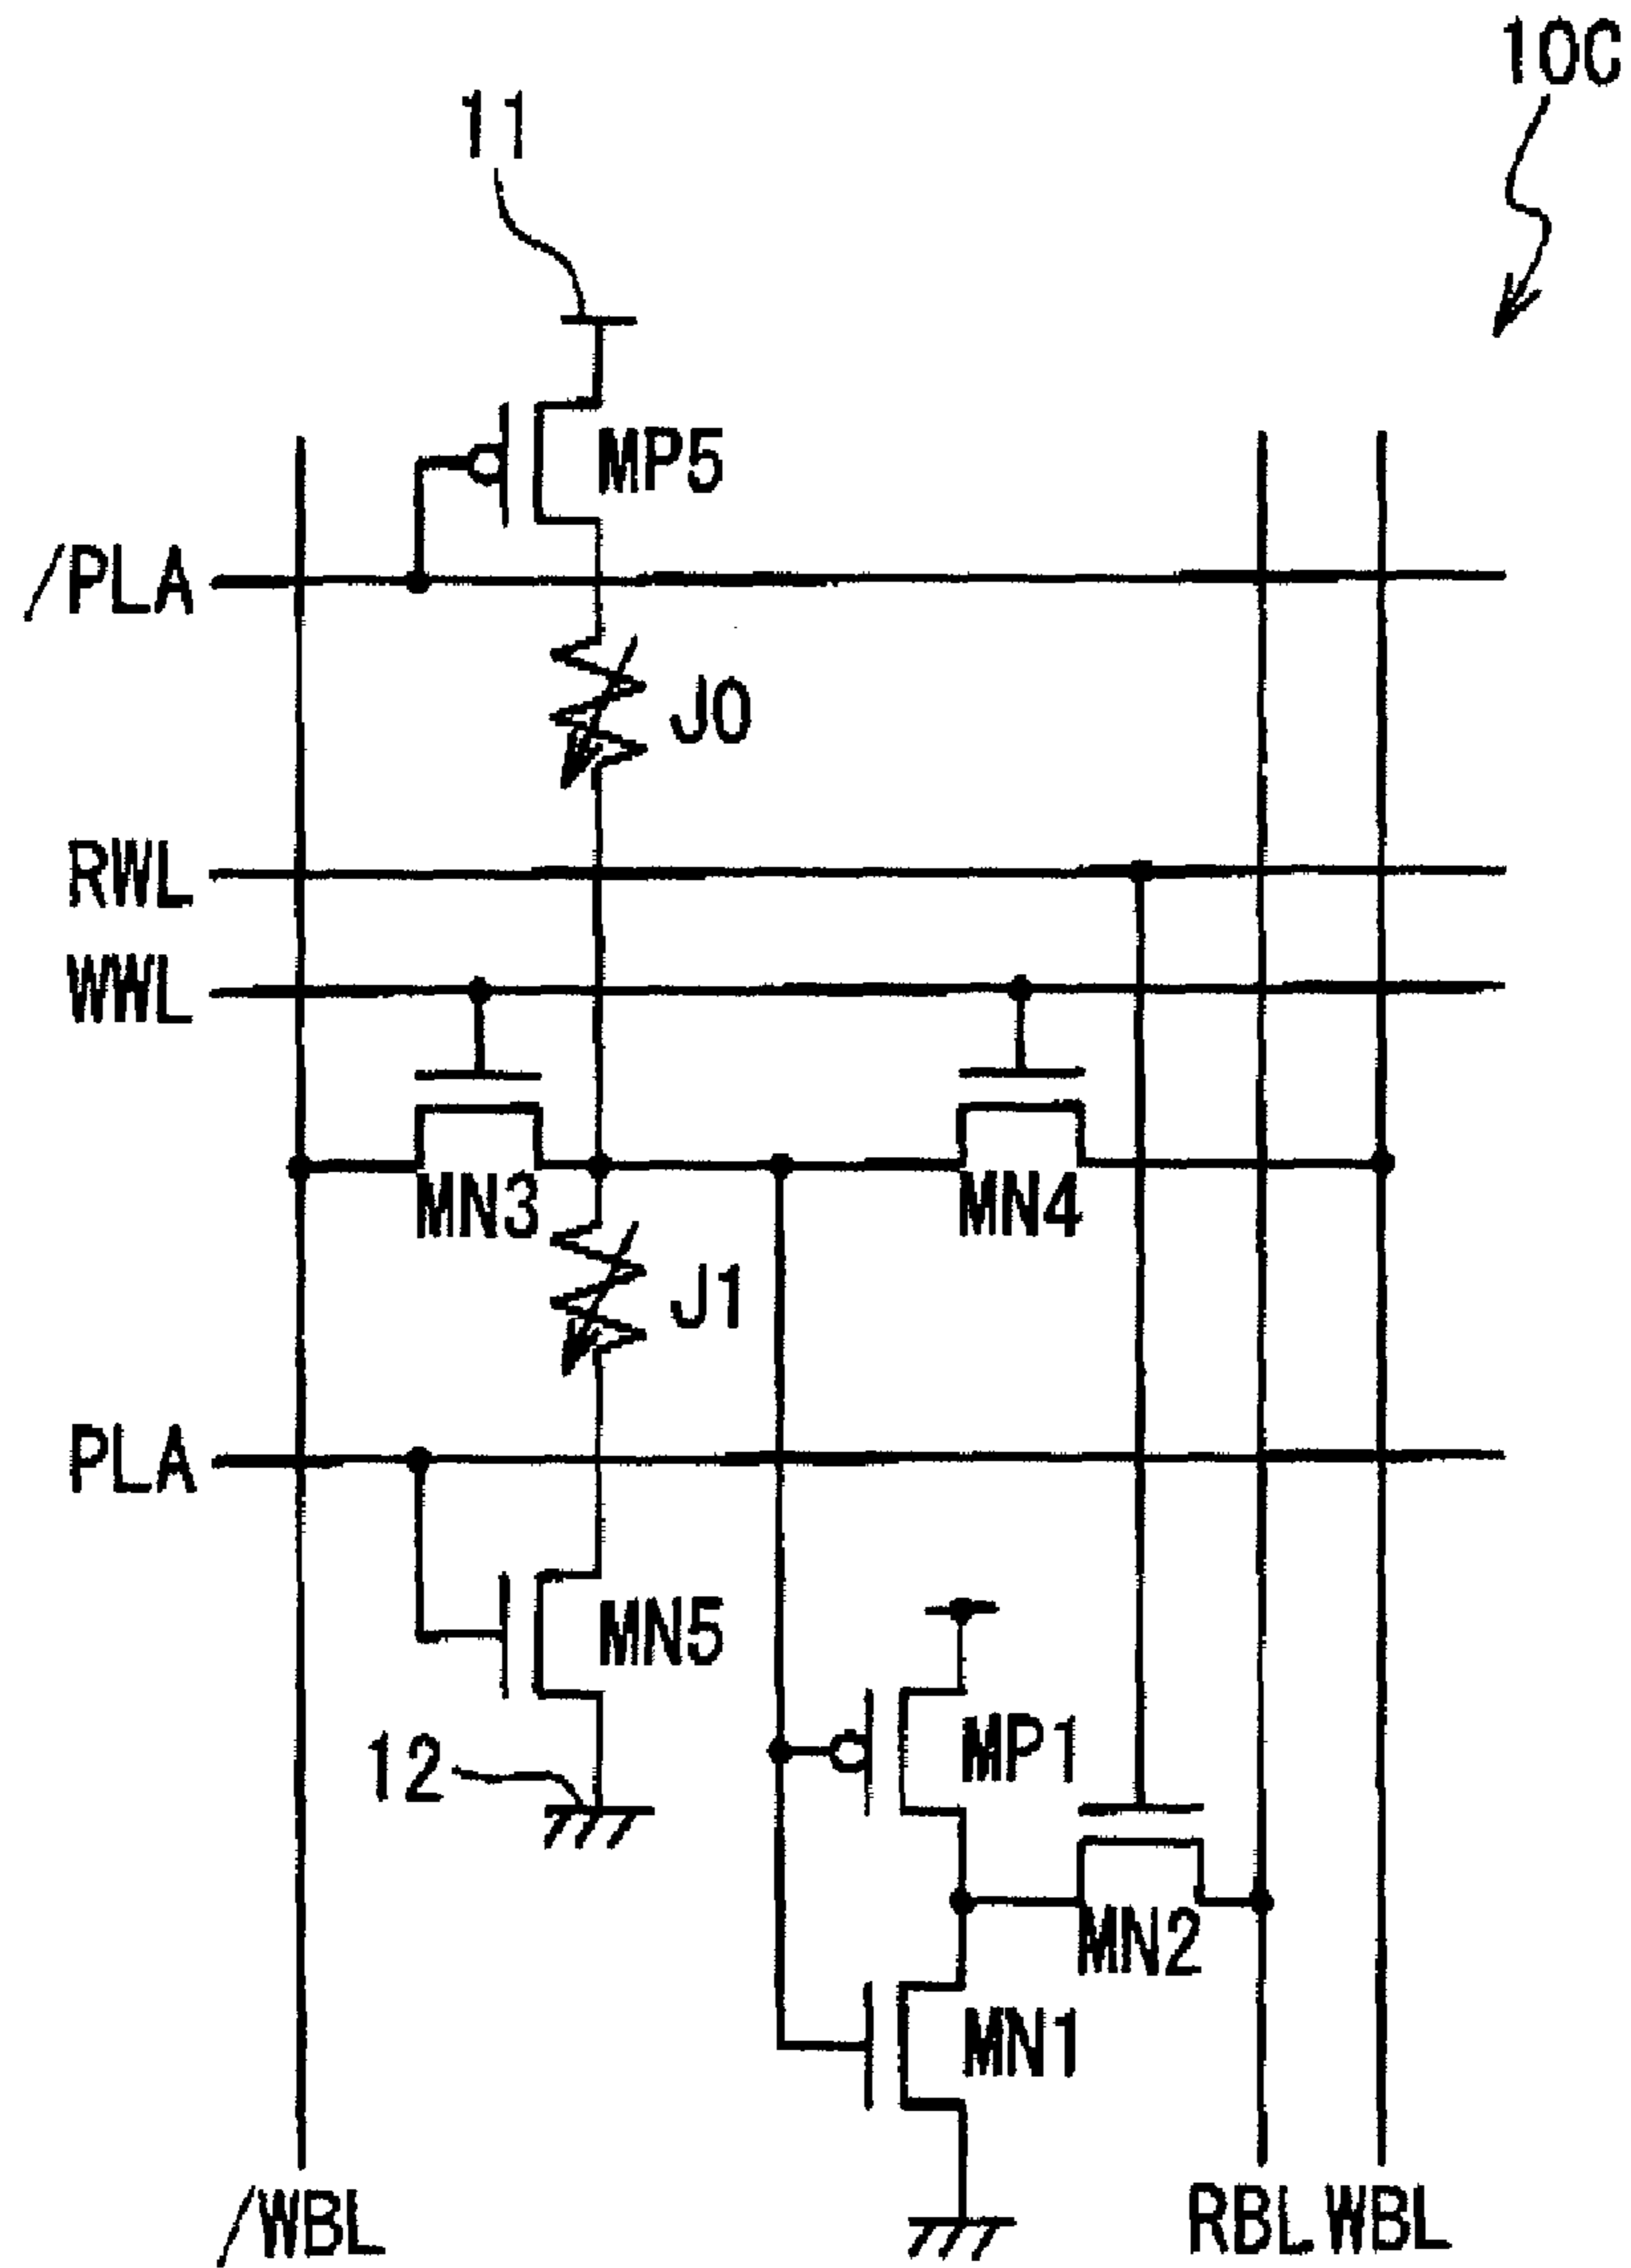 10C
11
MP5
/PLA
J0
RWL
WWL
MN3
MN4
J1
PLA
MN5
12
MP1
MN2
MN1
/WBL
RBL WBL